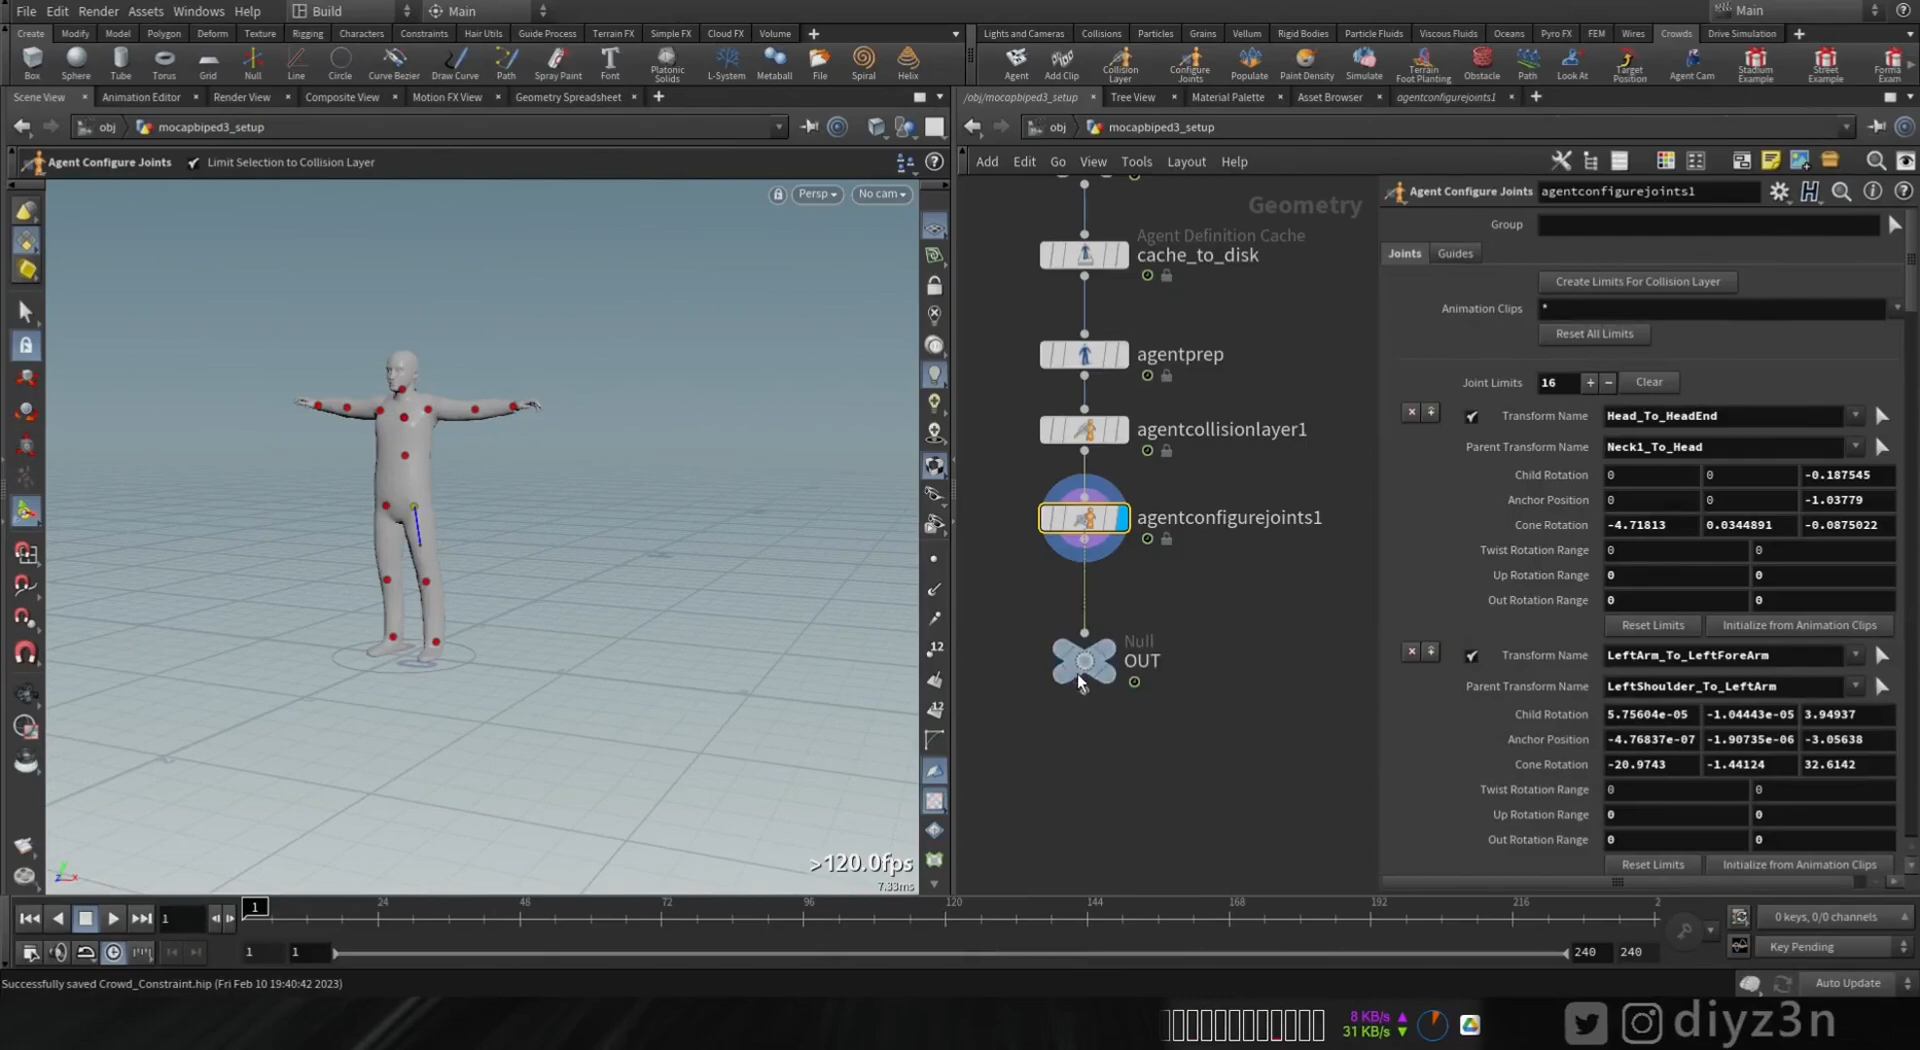 File Edit Render Assets Windows Help Build Main Main
Create Modify Model Polygon Deform Texture Rigging Characters Constraints Hair Utils Guide Process Terrain FX Simple FX Cloud FX Volume
Lights and Cameras Collisions Particles Grains Vellum Rigid Bodies Particle Fluids Viscous Fluids Oceans Pyro FX FEM Wires Crowds Drive Simulation
Box Sphere Tube Torus Grid Null Line Circle Curve Bezier Draw Curve Path Spray Paint Font Platonic Solids L-System Metaball File Spiral Helix
Agent Add Clip Collision Layer Configure Joints Populate Paint Density Simulate Terrain Foot Planting Obstacle Path Look At Target Position Agent Cam Stadium Example Street Example Forma Exam
Scene View Animation Editor Render View Composite View Motion FX View Geometry Spreadsheet
/obj/mocapbiped3_setup Tree View Material Palette Asset Browser agentconfigurejoints1
obj mocapbiped3_setup
obj mocapbiped3_setup
Agent Configure Joints Limit Selection to Collision Layer
Add Edit Go View Tools Layout Help
Persp No cam
12
12
>120.0fps
7.33ms
Geometry
Agent Definition Cache
cache_to_disk
agentprep
agentcollisionlayer1
agentconfigurejoints1
Null
OUT
Agent Configure Joints agentconfigurejoints1
Group
Joints Guides
Create Limits For Collision Layer
Animation Clips *
Reset All Limits
Joint Limits 16 + − Clear
Transform Name Head_To_HeadEnd
Parent Transform Name Neck1_To_Head
Child Rotation 0 0 -0.187545
Anchor Position 0 0 -1.03779
Cone Rotation -4.71813 0.0344891 -0.0875022
Twist Rotation Range 0 0
Up Rotation Range 0 0
Out Rotation Range 0 0
Reset Limits Initialize from Animation Clips
Transform Name LeftArm_To_LeftForeArm
Parent Transform Name LeftShoulder_To_LeftArm
Child Rotation 5.75604e-05 -1.04443e-05 3.94937
Anchor Position -4.76837e-07 -1.90735e-06 -3.05638
Cone Rotation -20.9743 -1.44124 32.6142
Twist Rotation Range 0 0
Up Rotation Range 0 0
Out Rotation Range 0 0
Reset Limits Initialize from Animation Clips
1 1 24 48 72 96 120 144 168 192 216 2
0 keys, 0/0 channels
1 1 240 240 Key Pending
Successfully saved Crowd_Constraint.hip (Fri Feb 10 19:40:42 2023)
Auto Update
8 KB/s
31 KB/s
diyz3n